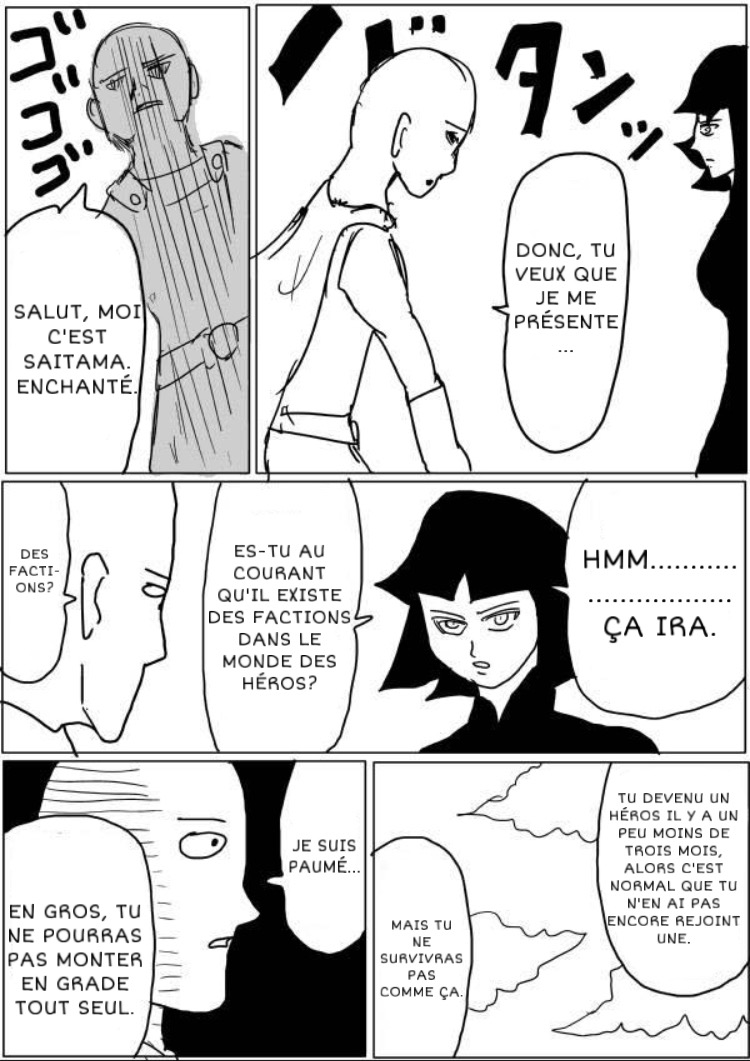 バタンッ
DONC, TU
VEUX QUE
JE ME
PRÉSENTE
...
ゴゴゴ
SALUT, MOI
C'EST
SAITAMA.
ENCHANTÉ.
HMM...........
..................
ÇA IRA.
ES-TU AU
COURANT
QU'IL EXISTE
DES FACTIONS
DANS LE
MONDE DES
HÉROS?
DES
FACTI-
ONS?
TU DEVENU UN
HÉROS IL Y A UN
PEU MOINS DE
TROIS MOIS,
ALORS C'EST
NORMAL QUE TU
N'EN AI PAS
ENCORE REJOINT
UNE.
MAIS TU
NE
SURVIVRAS
PAS
COMME ÇA.
JE SUIS
PAUMÉ...
EN GROS, TU
NE POURRAS
PAS MONTER
EN GRADE
TOUT SEUL.